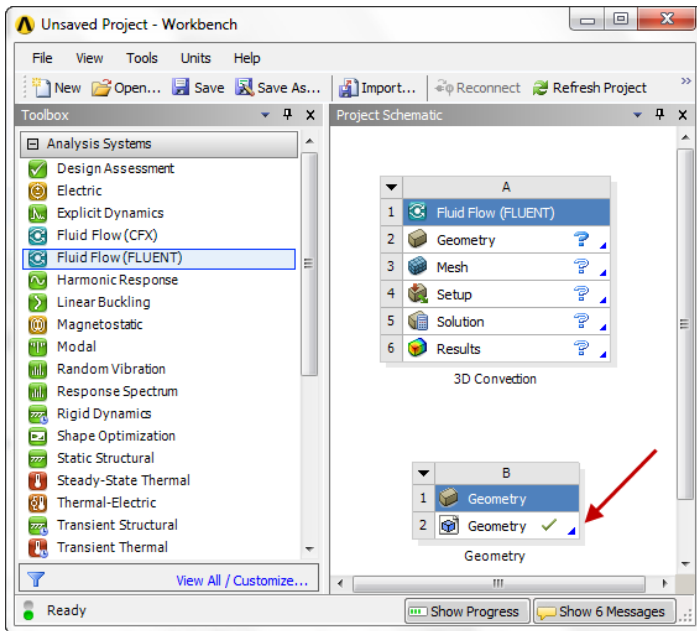 Unsaved Project - Workbench
File View Tools Units Help
New Open... Save Save As... Import... Reconnect Refresh Project »
Toolbox
Analysis Systems
Design Assessment
Electric
Explicit Dynamics
Fluid Flow (CFX)
Fluid Flow (FLUENT)
Harmonic Response
Linear Buckling
Magnetostatic
Modal
Random Vibration
Response Spectrum
Rigid Dynamics
Shape Optimization
Static Structural
Steady-State Thermal
Thermal-Electric
Transient Structural
Transient Thermal
View All / Customize...
Project Schematic
A
1 Fluid Flow (FLUENT)
2 Geometry ?
3 Mesh ?
4 Setup ?
5 Solution ?
6 Results ?
3D Convection
B
1 Geometry
2 Geometry ✓
Geometry
Ready Show Progress Show 6 Messages